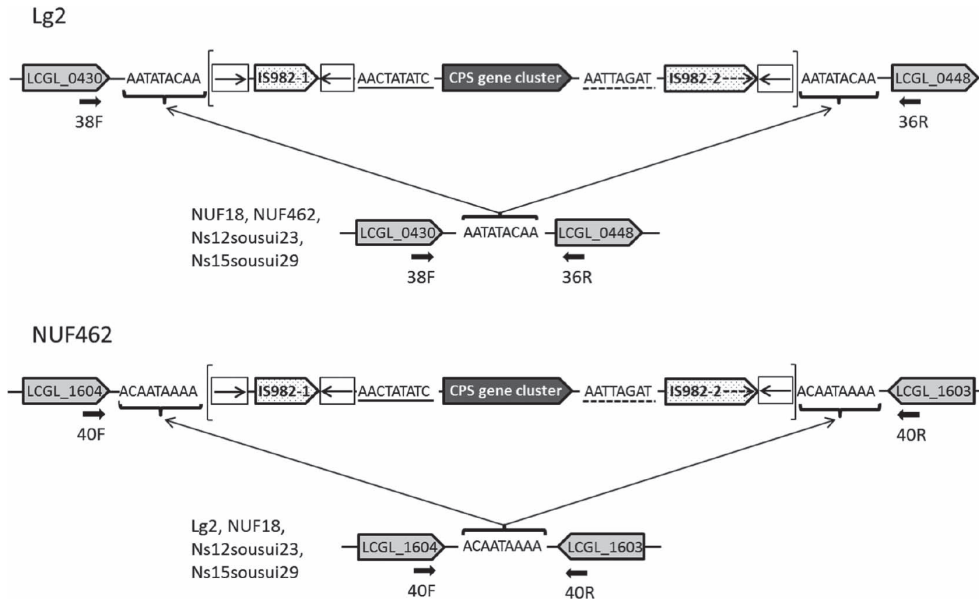 Lg2
LCGL_0430 AATATACAA IS982-1 AACTATATC CPS gene cluster AATTAGAT IS982-2 AATATACAA LCGL_0448
38F 36R
NUF18, NUF462,
Ns12sousui23,
Ns15sousui29
LCGL_0430 AATATACAA LCGL_0448
38F 36R
NUF462
LCGL_1604 ACAATAAAA IS982-1 AACTATATC CPS gene cluster AATTAGAT IS982-2 ACAATAAAA LCGL_1603
40F 40R
Lg2, NUF18,
Ns12sousui23,
Ns15sousui29
LCGL_1604 ACAATAAAA LCGL_1603
40F 40R